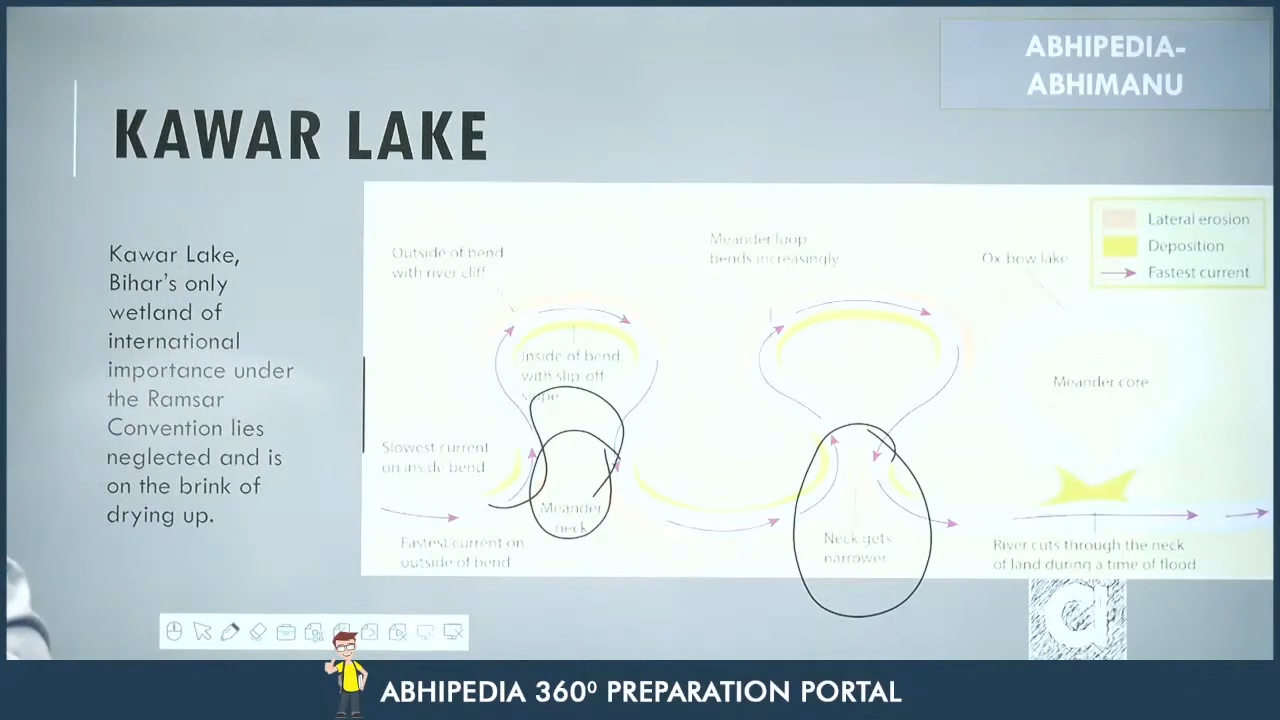 ABHIPEDIA-
ABHIMANU
KAWAR LAKE
Kawar Lake,
Bihar's only
wetland of
international
importance under
the Ramsar
Convention lies
neglected and is
on the brink of
drying up.
Outside of bend
with river cliff
Meander loop
bends increasingly
Ox-bow lake
Lateral erosion
Deposition
Fastest current
Inside of bend
with slip-off
slope
Meander core
Slowest current
on inside bend
Meander
neck
Fastest current on
outside of bend
Neck gets
narrower
River cuts through the neck
of land during a time of flood
a
ABHIPEDIA 360º PREPARATION PORTAL